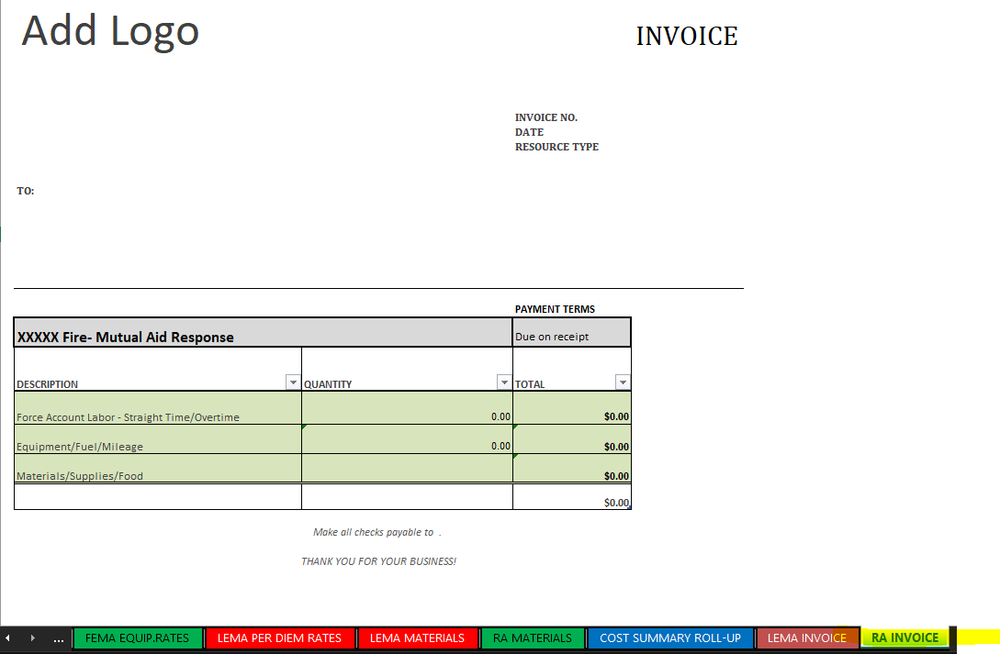 Add Logo
INVOICE
INVOICE NO.
DATE
RESOURCE TYPE
TO:
PAYMENT TERMS
XXXXX Fire- Mutual Aid Response Due on receipt
DESCRIPTION QUANTITY TOTAL
Force Account Labor - Straight Time/Overtime 0.00 $0.00
Equipment/Fuel/Mileage 0.00 $0.00
Materials/Supplies/Food $0.00
$0.00
Make all checks payable to .
THANK YOU FOR YOUR BUSINESS!
... FEMA EQUIP.RATES LEMA PER DIEM RATES LEMA MATERIALS RA MATERIALS COST SUMMARY ROLL-UP LEMA INVOICE RA INVOICE